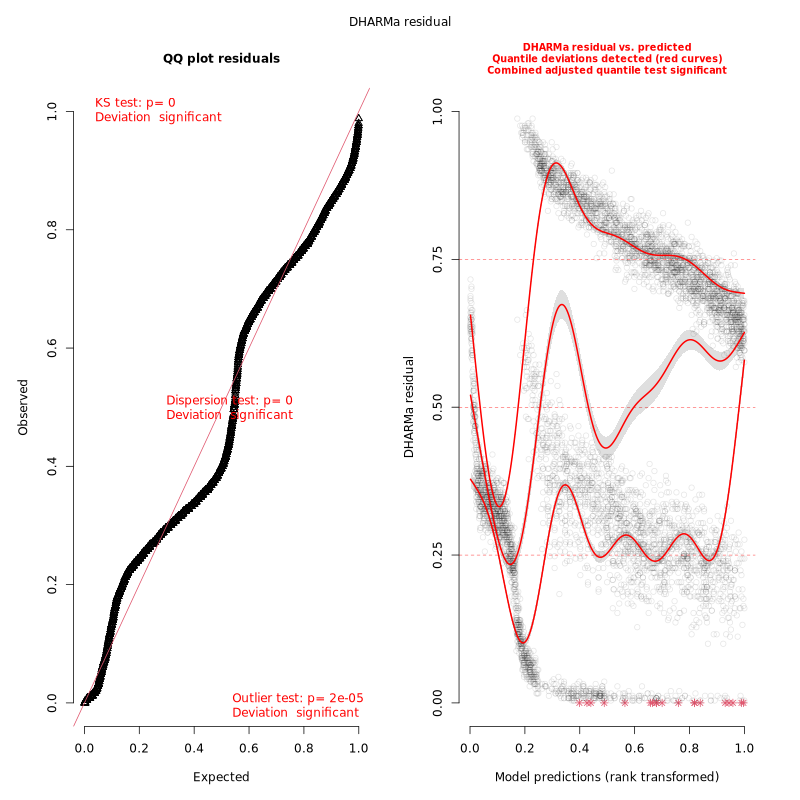 DHARMa residual
QQ plot residuals
KS test: p= 0
Deviation  significant
Dispersion test: p= 0
Deviation  significant
Outlier test: p= 2e-05
Deviation  significant
Observed
0.0
0.2
0.4
0.6
0.8
1.0
0.0
0.2
0.4
0.6
0.8
1.0
Expected
DHARMa residual vs. predicted
Quantile deviations detected (red curves)
Combined adjusted quantile test significant
DHARMa residual
0.00
0.25
0.50
0.75
1.00
0.0
0.2
0.4
0.6
0.8
1.0
Model predictions (rank transformed)